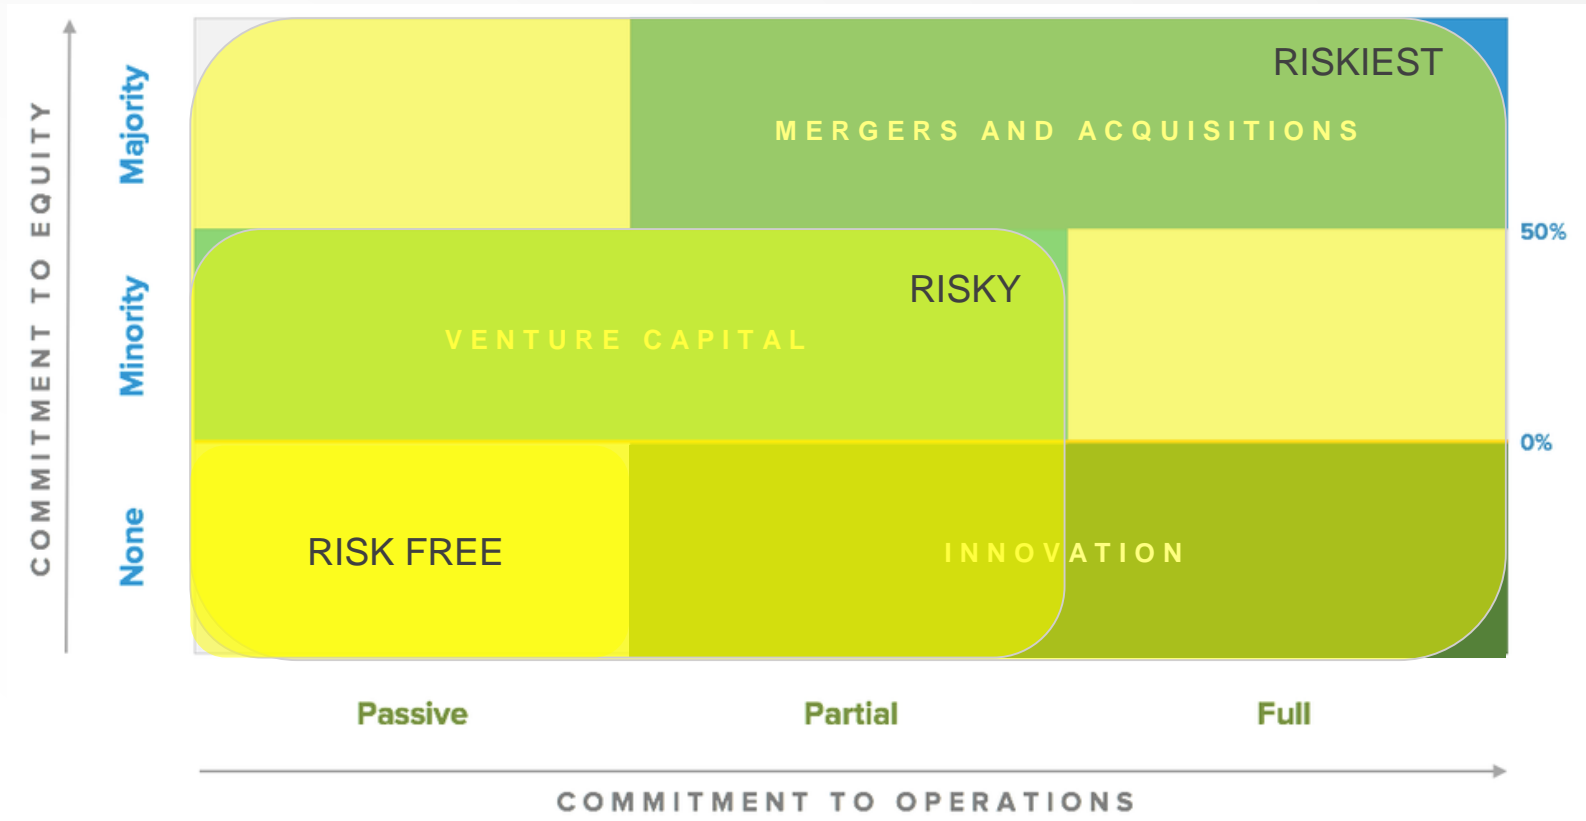 COMMITMENT TO EQUITY
Majority
Minority
None
RISKIEST
MERGERS AND ACQUISITIONS
50%
RISKY
VENTURE CAPITAL
0%
RISK FREE
INNOVATION
Passive
Partial
Full
COMMITMENT TO OPERATIONS